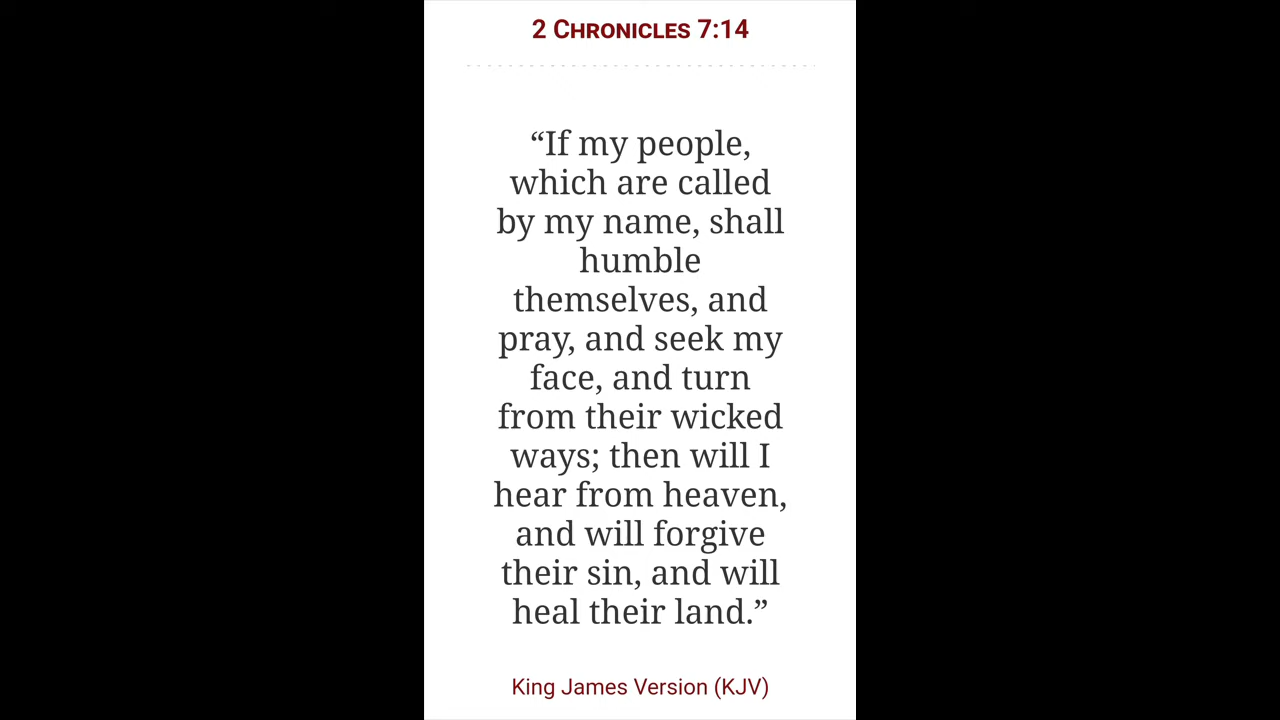 2 Chronicles 7:14
“If my people,
which are called
by my name, shall
humble
themselves, and
pray, and seek my
face, and turn
from their wicked
ways; then will I
hear from heaven,
and will forgive
their sin, and will
heal their land.”
King James Version (KJV)